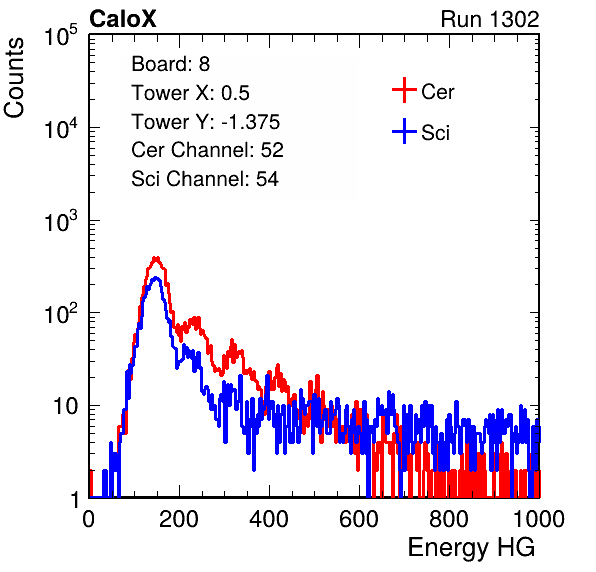 CaloX Run 1302
Counts
Board: 8
Tower X: 0.5
Tower Y: -1.375
Cer Channel: 52
Sci Channel: 54
Cer
Sci
10^5
10^4
10^3
10^2
10
1
0 200 400 600 800 1000
Energy HG